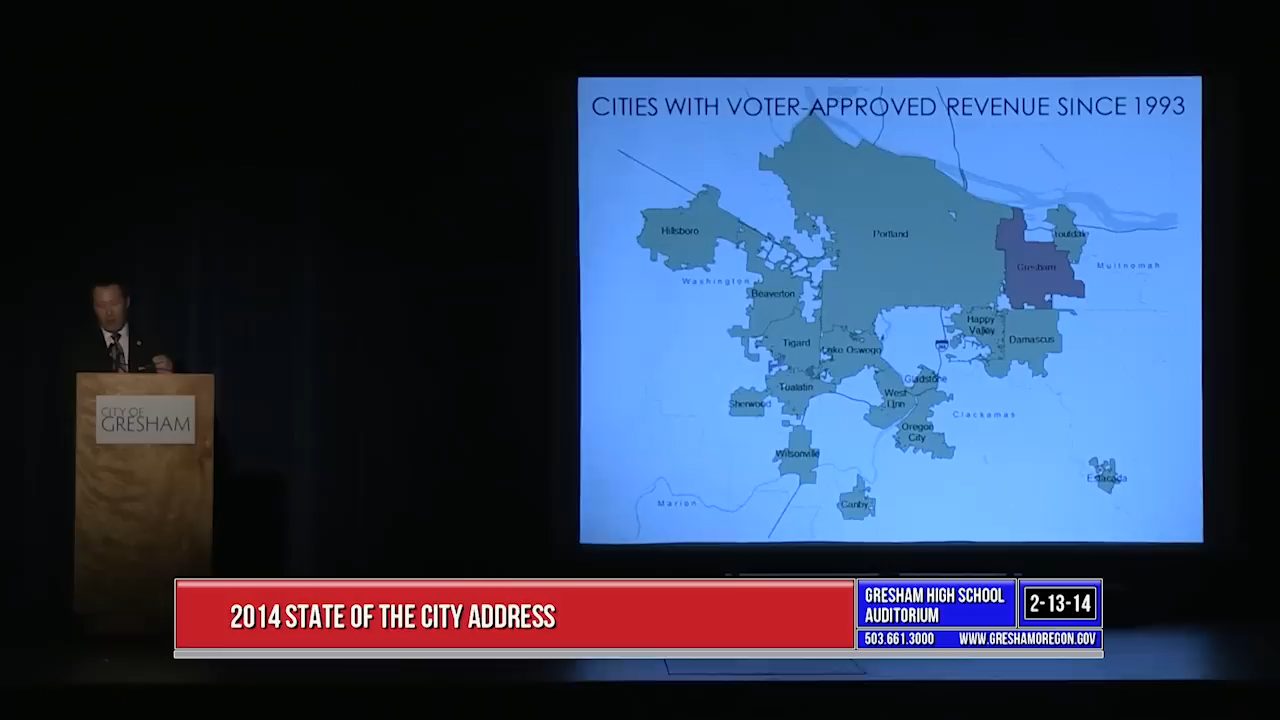 CITIES WITH VOTER-APPROVED REVENUE SINCE 1993
Hillsboro
Portland
Troutdale
Gresham
Multnomah
Washington
Beaverton
Happy
Valley
Damascus
Tigard
Lake Oswego
Gladstone
Tualatin
West
Linn
Sherwood
Clackamas
Oregon
City
Wilsonville
Estacada
Marion
Canby
CITY OF
GRESHAM
2014 STATE OF THE CITY ADDRESS
GRESHAM HIGH SCHOOL
AUDITORIUM
2-13-14
503.661.3000 WWW.GRESHAMOREGON.GOV